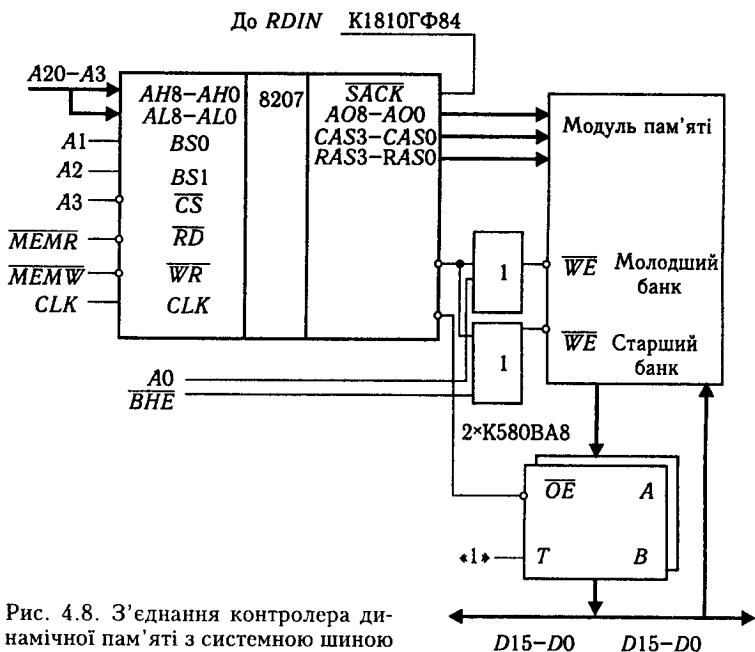 До RDIN К1810ГФ84
A20–A3
AH8–AH0 8207 SACK
AL8–AL0 AO8–AO0
A1 BS0 CAS3–CAS0
RAS3–RAS0
A2 BS1
A3 CS
MEMR RD
MEMW WR
CLK CLK
Модуль пам'яті
1 WE Молодший
банк
1 WE Старший
банк
A0
BHE
2×К580ВА8
OE A
«1» T B
D15–D0 D15–D0
Рис. 4.8. З'єднання контролера ди-
намічної пам'яті з системною шиною